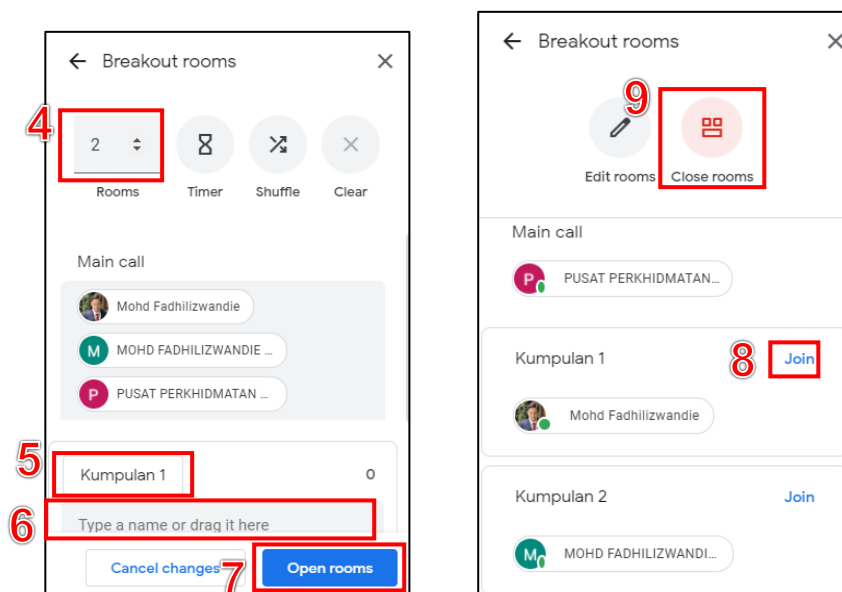 Breakout rooms
4
2
Rooms
Timer
Shuffle
Clear
Main call
Mohd Fadhilizwandie
M MOHD FADHILIZWANDIE ...
P PUSAT PERKHIDMATAN ...
5
Kumpulan 1 0
6
Type a name or drag it here
Cancel changes
7
Open rooms
Breakout rooms
9
Edit rooms
Close rooms
Main call
P PUSAT PERKHIDMATAN...
Kumpulan 1
8
Join
Mohd Fadhilizwandie
Kumpulan 2
Join
M MOHD FADHILIZWANDI...